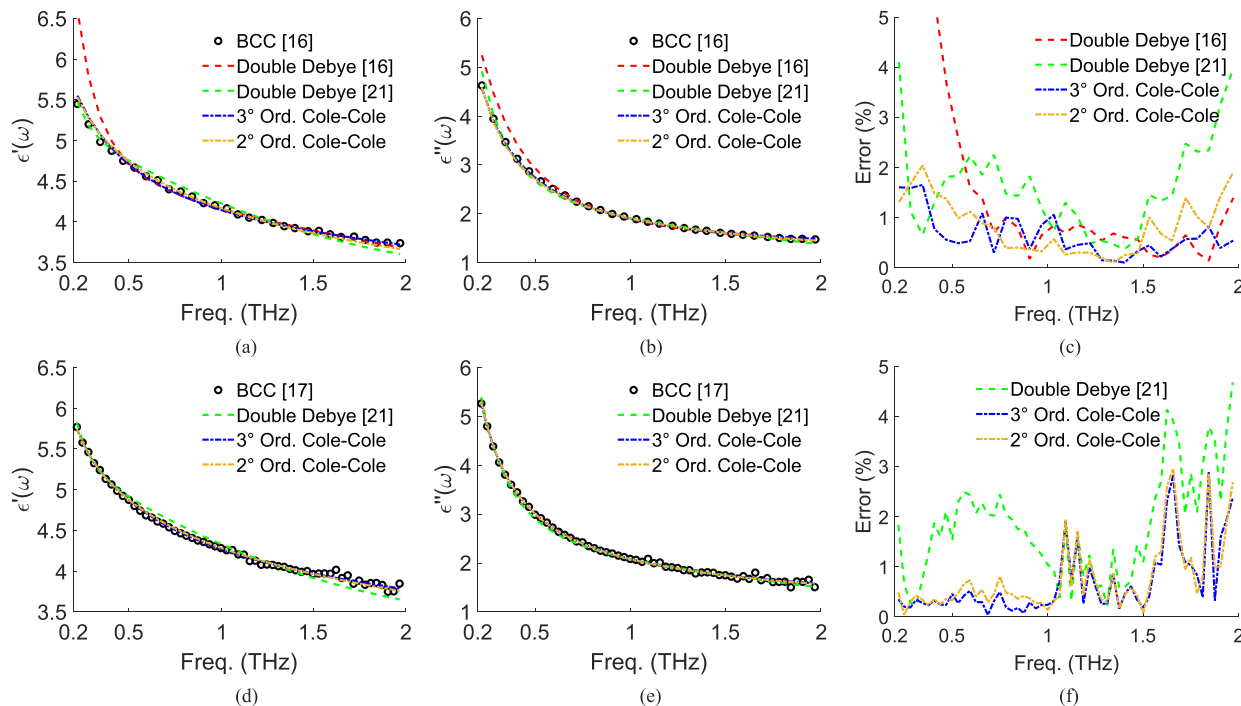 6.5
6
5.5
5
4.5
4
3.5
ϵ'(ω)
BCC [16]
Double Debye [16]
Double Debye [21]
3° Ord. Cole-Cole
2° Ord. Cole-Cole
0.2
0.5
1
1.5
2
Freq. (THz)
(a)
6
5
4
3
2
1
ϵ''(ω)
BCC [16]
Double Debye [16]
Double Debye [21]
3° Ord. Cole-Cole
2° Ord. Cole-Cole
0.2
0.5
1
1.5
2
Freq. (THz)
(b)
5
4
3
2
1
0
Error (%)
Double Debye [16]
Double Debye [21]
3° Ord. Cole-Cole
2° Ord. Cole-Cole
0.2
0.5
1
1.5
2
Freq. (THz)
(c)
6.5
6
5.5
5
4.5
4
3.5
ϵ'(ω)
BCC [17]
Double Debye [21]
3° Ord. Cole-Cole
2° Ord. Cole-Cole
0.2
0.5
1
1.5
2
Freq. (THz)
(d)
6
5
4
3
2
1
ϵ''(ω)
BCC [17]
Double Debye [21]
3° Ord. Cole-Cole
2° Ord. Cole-Cole
0.2
0.5
1
1.5
2
Freq. (THz)
(e)
5
4
3
2
1
0
Error (%)
Double Debye [21]
3° Ord. Cole-Cole
2° Ord. Cole-Cole
0.2
0.5
1
1.5
2
Freq. (THz)
(f)